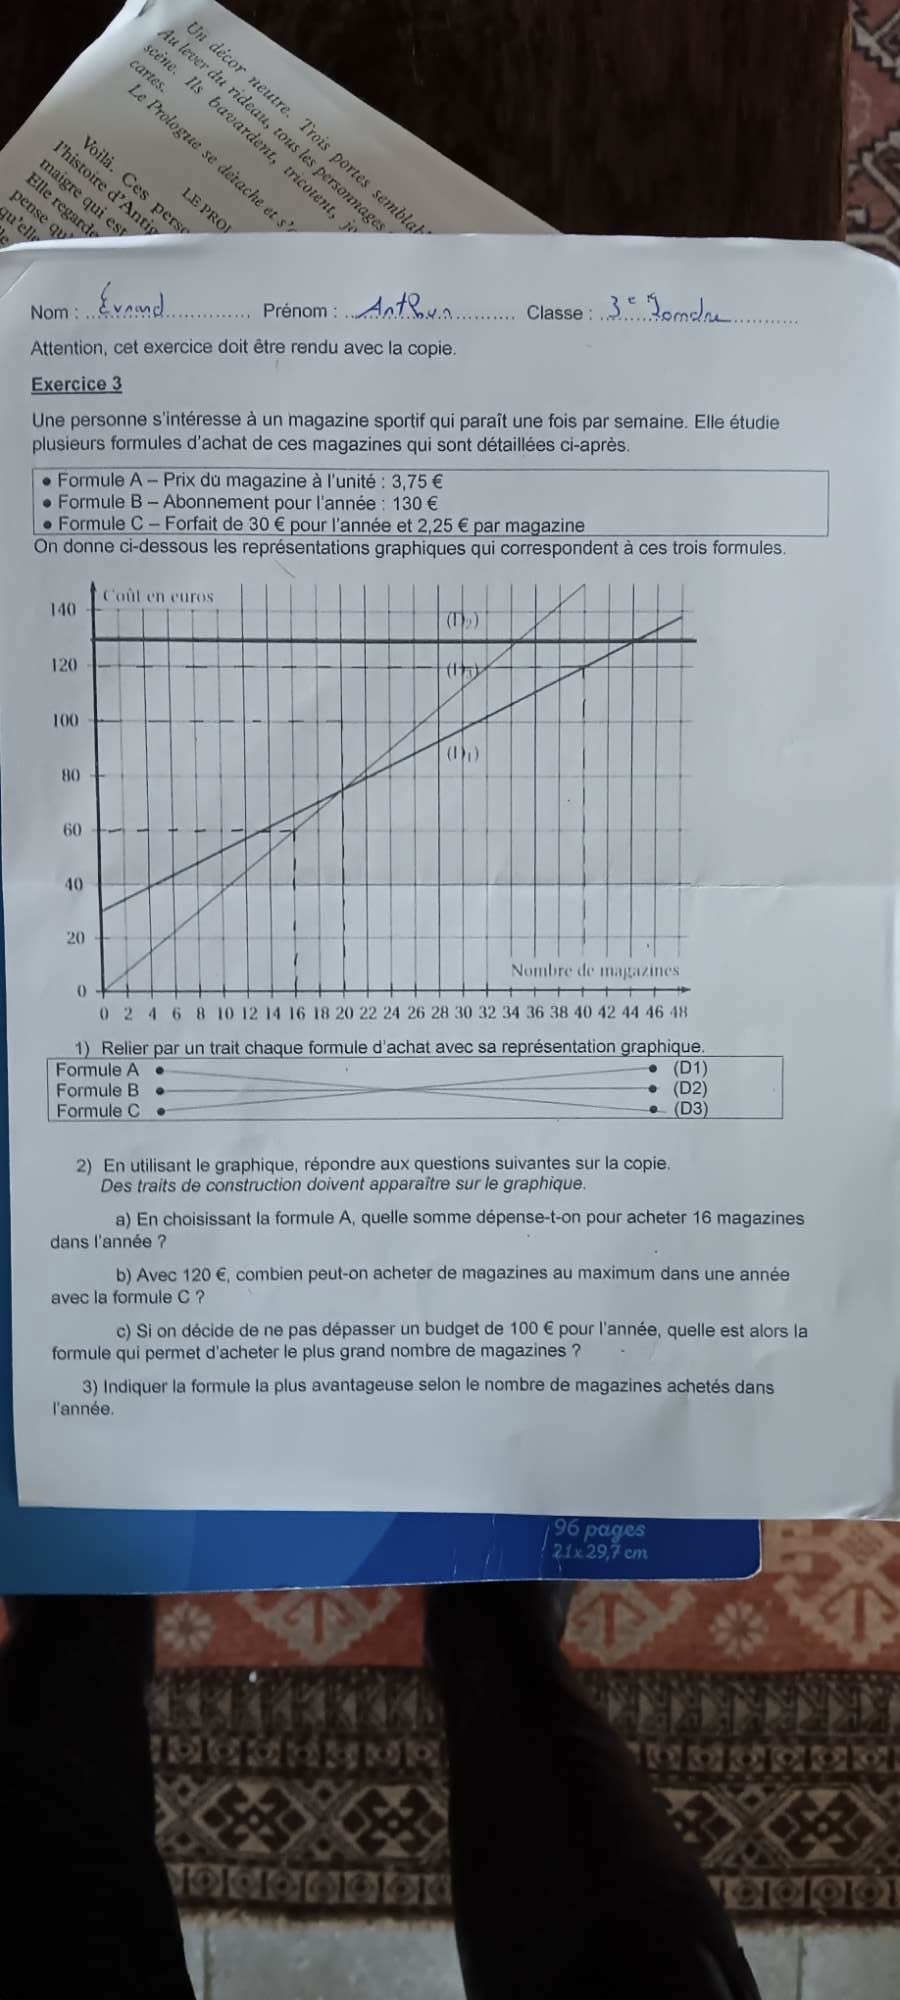 Un décor neutre. Trois portes semblabl
Au lever du rideau, tous les personnages
scène. Ils bavardent, tricotent, jo
cartes.
Le Prologue se détache et s'
LE PROL
Voilà. Ces perso
l'histoire d'Antig
maigre qui est
Elle regarde
pense qu'
qu'elle
Nom : Evrard Prénom : Arthur Classe : 3e
Attention, cet exercice doit être rendu avec la copie.
Exercice 3
Une personne s'intéresse à un magazine sportif qui paraît une fois par semaine. Elle étudie
plusieurs formules d'achat de ces magazines qui sont détaillées ci-après.
• Formule A – Prix du magazine à l'unité : 3,75 €
• Formule B – Abonnement pour l'année : 130 €
• Formule C – Forfait de 30 € pour l'année et 2,25 € par magazine
On donne ci-dessous les représentations graphiques qui correspondent à ces trois formules.
Coût en euros
140
(D2)
120
(D3)
100
(D1)
80
60
40
20
Nombre de magazines
0
0 2 4 6 8 10 12 14 16 18 20 22 24 26 28 30 32 34 36 38 40 42 44 46 48
1) Relier par un trait chaque formule d'achat avec sa représentation graphique.
Formule A • • (D1)
Formule B • • (D2)
Formule C • • (D3)
2) En utilisant le graphique, répondre aux questions suivantes sur la copie.
Des traits de construction doivent apparaître sur le graphique.
a) En choisissant la formule A, quelle somme dépense-t-on pour acheter 16 magazines
dans l'année ?
b) Avec 120 €, combien peut-on acheter de magazines au maximum dans une année
avec la formule C ?
c) Si on décide de ne pas dépasser un budget de 100 € pour l'année, quelle est alors la
formule qui permet d'acheter le plus grand nombre de magazines ?
3) Indiquer la formule la plus avantageuse selon le nombre de magazines achetés dans
l'année.
96 pages
21x29,7 cm